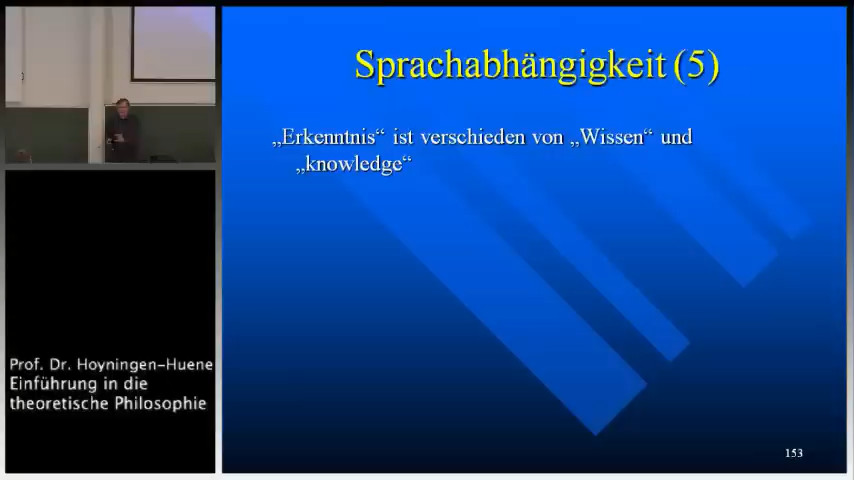 Sprachabhängigkeit (5)
„Erkenntnis“ ist verschieden von „Wissen“ und
„knowledge“
Prof. Dr. Hoyningen-Huene
Einführung in die
theoretische Philosophie
153